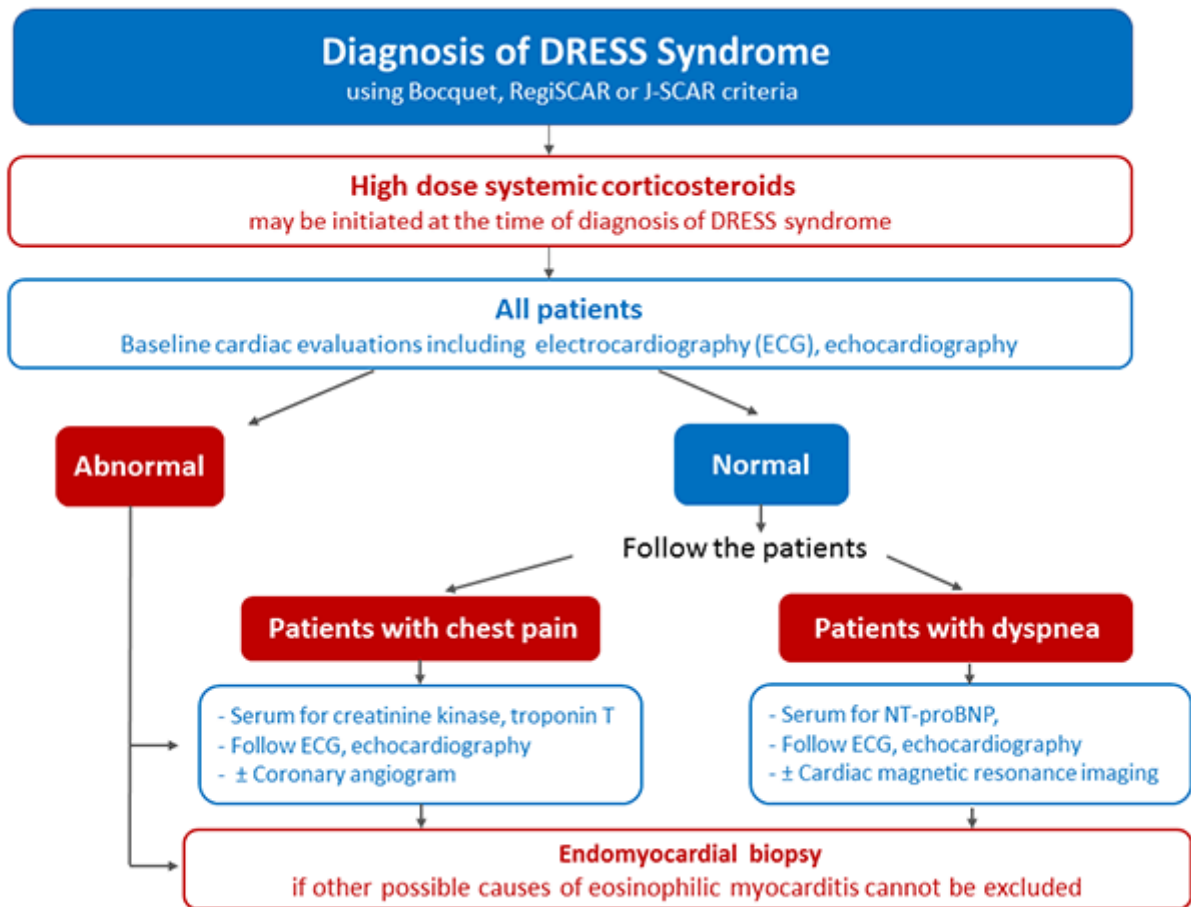 Diagnosis of DRESS Syndrome
using Bocquet, RegiSCAR or J-SCAR criteria
High dose systemic corticosteroids
may be initiated at the time of diagnosis of DRESS syndrome
All patients
Baseline cardiac evaluations including electrocardiography (ECG), echocardiography
Abnormal
Normal
Follow the patients
Patients with chest pain
Patients with dyspnea
- Serum for creatinine kinase, troponin T
- Follow ECG, echocardiography
- ± Coronary angiogram
- Serum for NT-proBNP,
- Follow ECG, echocardiography
- ± Cardiac magnetic resonance imaging
Endomyocardial biopsy
if other possible causes of eosinophilic myocarditis cannot be excluded